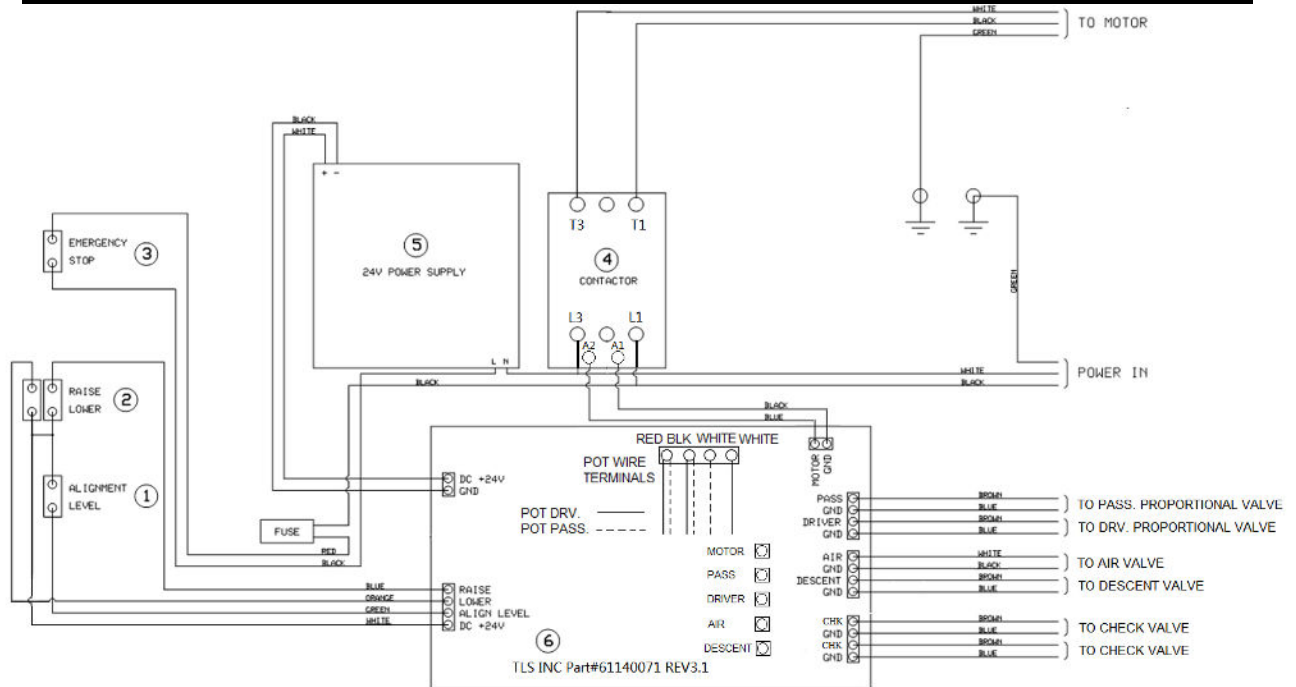 WHITE
BLACK
GREEN
TO MOTOR
BLACK
WHITE
+ -
5
24V POWER SUPPLY
L N
T3 T1
4
CONTACTOR
L3 L1
A2 A1
EMERGENCY
STOP
3
GREEN
WHITE
BLACK
POWER IN
BLACK
RAISE
LOWER
2
ALIGNMENT
LEVEL
1
BLACK
BLUE
RED BLK WHITE WHITE
POT WIRE
TERMINALS
MOTOR
GND
DC +24V
GND
POT DRV.
POT PASS.
FUSE
RED
BLACK
PASS BROWN
GND BLUE
TO PASS. PROPORTIONAL VALVE
DRIVER BROWN
GND BLUE
TO DRV. PROPORTIONAL VALVE
AIR WHITE
GND BLACK
TO AIR VALVE
DESCENT BROWN
GND BLUE
TO DESCENT VALVE
CHK BROWN
GND BLUE
TO CHECK VALVE
CHK BROWN
GND BLUE
TO CHECK VALVE
MOTOR
PASS
DRIVER
AIR
DESCENT
BLUE RAISE
ORANGE LOWER
GREEN ALIGN LEVEL
WHITE DC +24V
6
TLS INC Part#61140071 REV3.1